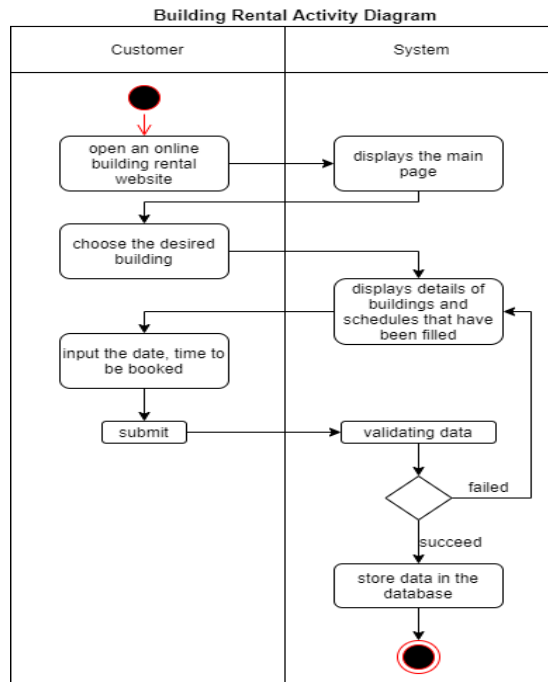 Building Rental Activity Diagram
Customer
System
open an online
building rental
website
displays the main
page
choose the desired
building
displays details of
buildings and
schedules that have
been filled
input the date, time to
be booked
submit
validating data
failed
succeed
store data in the
database